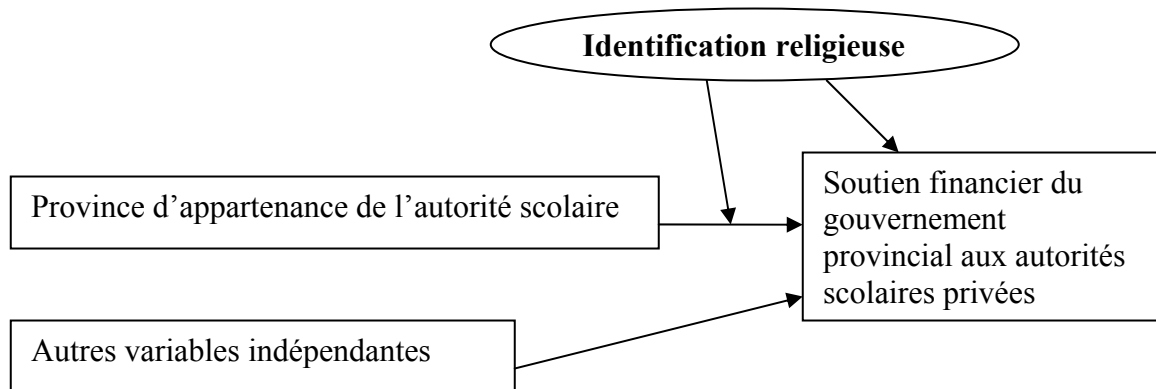 Identification religieuse
Province d’appartenance de l’autorité scolaire
Soutien financier du
gouvernement
provincial aux autorités
scolaires privées
Autres variables indépendantes